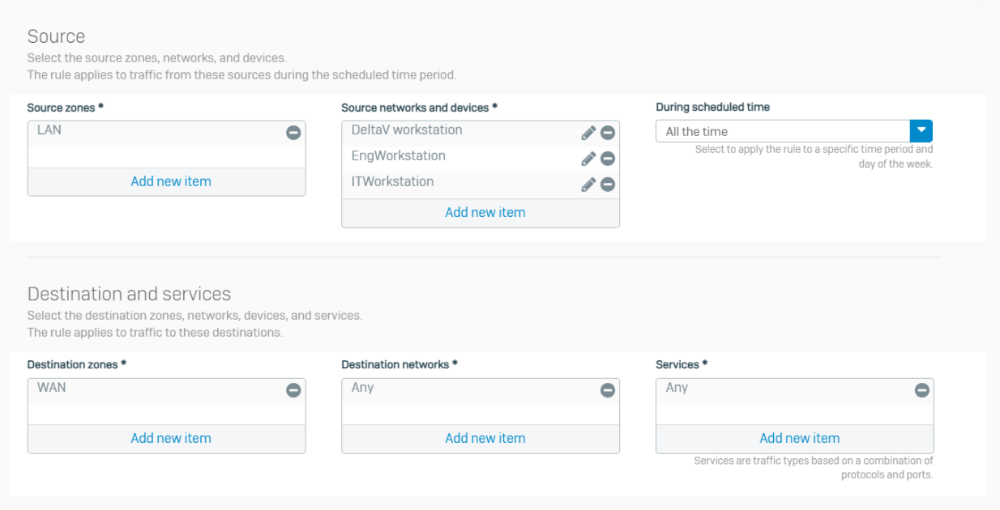 Source
Select the source zones, networks, and devices.
The rule applies to traffic from these sources during the scheduled time period.
Source zones *
LAN
Add new item
Source networks and devices *
DeltaV workstation
EngWorkstation
ITWorkstation
Add new item
During scheduled time
All the time
Select to apply the rule to a specific time period and
day of the week.
Destination and services
Select the destination zones, networks, devices, and services.
The rule applies to traffic to these destinations.
Destination zones *
WAN
Add new item
Destination networks *
Any
Add new item
Services *
Any
Add new item
Services are traffic types based on a combination of
protocols and ports.